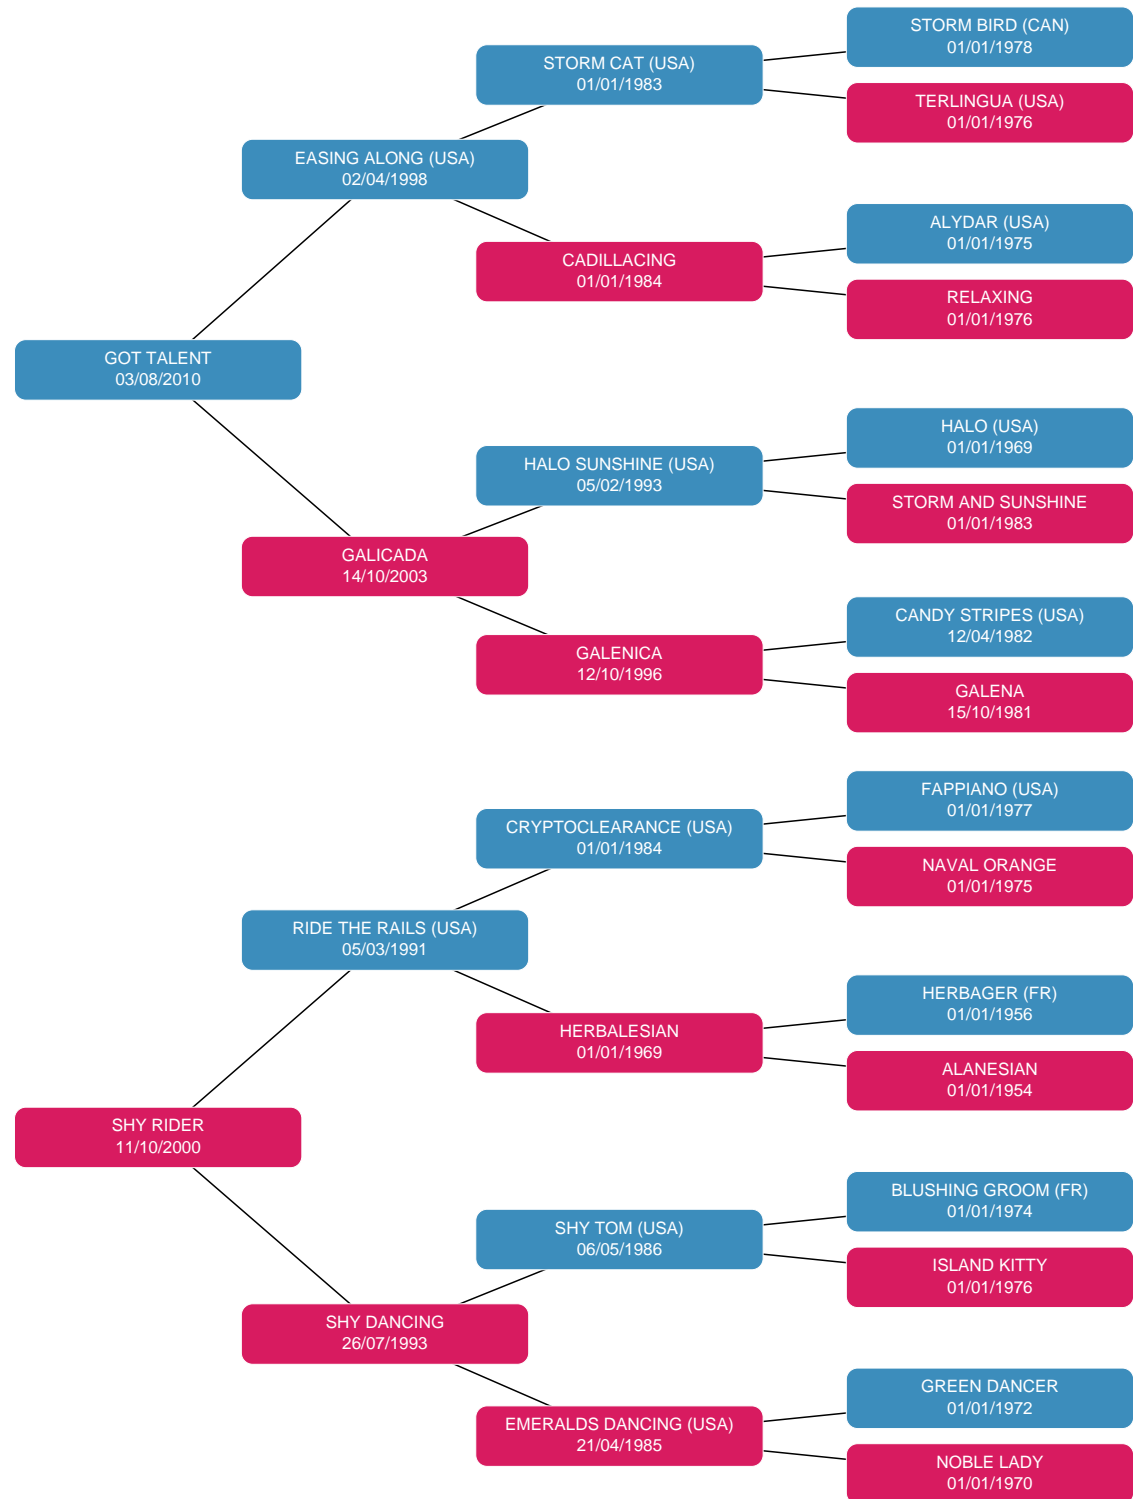 STORM BIRD (CAN)
01/01/1978
STORM CAT (USA)
01/01/1983
TERLINGUA (USA)
01/01/1976
EASING ALONG (USA)
02/04/1998
ALYDAR (USA)
01/01/1975
CADILLACING
01/01/1984
RELAXING
01/01/1976
GOT TALENT
03/08/2010
HALO (USA)
01/01/1969
HALO SUNSHINE (USA)
05/02/1993
STORM AND SUNSHINE
01/01/1983
GALICADA
14/10/2003
CANDY STRIPES (USA)
12/04/1982
GALENICA
12/10/1996
GALENA
15/10/1981
FAPPIANO (USA)
01/01/1977
CRYPTOCLEARANCE (USA)
01/01/1984
NAVAL ORANGE
01/01/1975
RIDE THE RAILS (USA)
05/03/1991
HERBAGER (FR)
01/01/1956
HERBALESIAN
01/01/1969
ALANESIAN
01/01/1954
SHY RIDER
11/10/2000
BLUSHING GROOM (FR)
01/01/1974
SHY TOM (USA)
06/05/1986
ISLAND KITTY
01/01/1976
SHY DANCING
26/07/1993
GREEN DANCER
01/01/1972
EMERALDS DANCING (USA)
21/04/1985
NOBLE LADY
01/01/1970